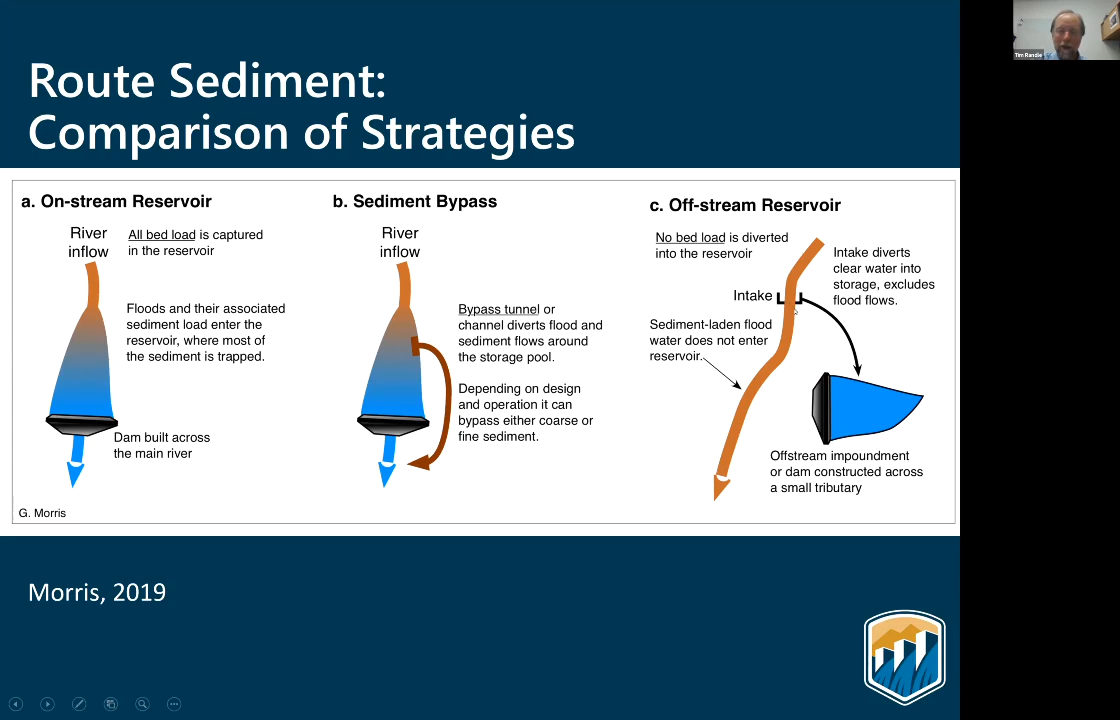 Route Sediment:
Comparison of Strategies
a. On-stream Reservoir
River
inflow
All bed load is captured
in the reservoir
Floods and their associated
sediment load enter the
reservoir, where most of
the sediment is trapped.
Dam built across
the main river
G. Morris
b. Sediment Bypass
River
inflow
Bypass tunnel or
channel diverts flood and
sediment flows around
the storage pool.
Depending on design
and operation it can
bypass either coarse or
fine sediment.
c. Off-stream Reservoir
No bed load is diverted
into the reservoir
Intake diverts
clear water into
storage, excludes
flood flows.
Intake
Sediment-laden flood
water does not enter
reservoir.
Offstream impoundment
or dam constructed across
a small tributary
Morris, 2019
Tim Randle